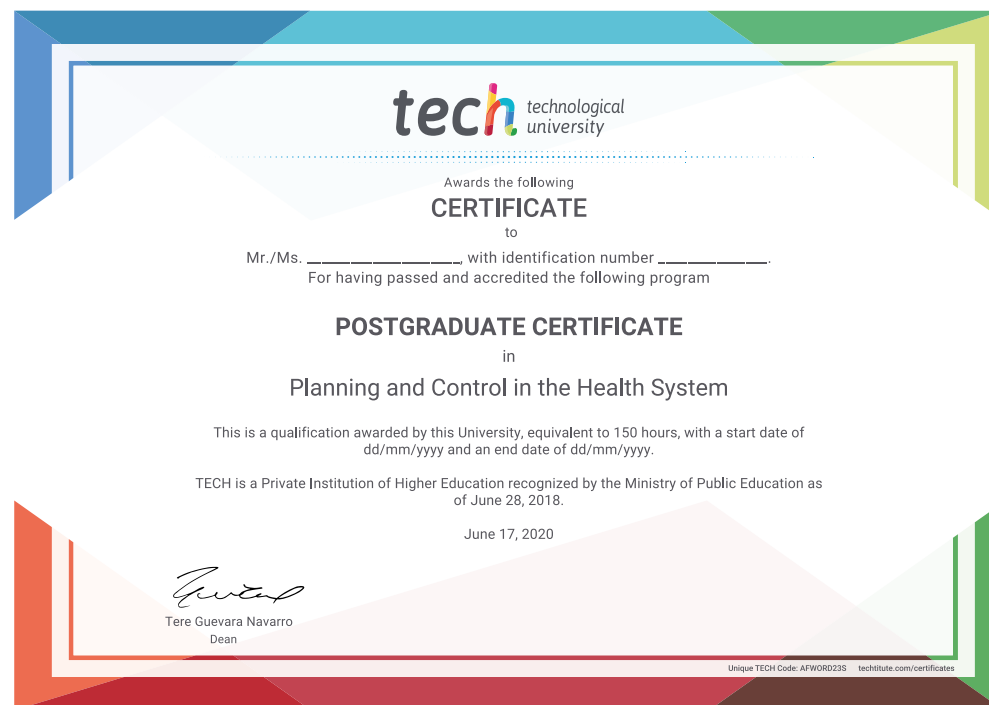 tech technological
university
Awards the following
CERTIFICATE
to
Mr./Ms. ________________, with identification number ____________.
For having passed and accredited the following program
POSTGRADUATE CERTIFICATE
in
Planning and Control in the Health System
This is a qualification awarded by this University, equivalent to 150 hours, with a start date of
dd/mm/yyyy and an end date of dd/mm/yyyy.
TECH is a Private Institution of Higher Education recognized by the Ministry of Public Education as
of June 28, 2018.
June 17, 2020
Tere Guevara Navarro
Dean
Unique TECH Code: AFWORD23S techtitute.com/certificates